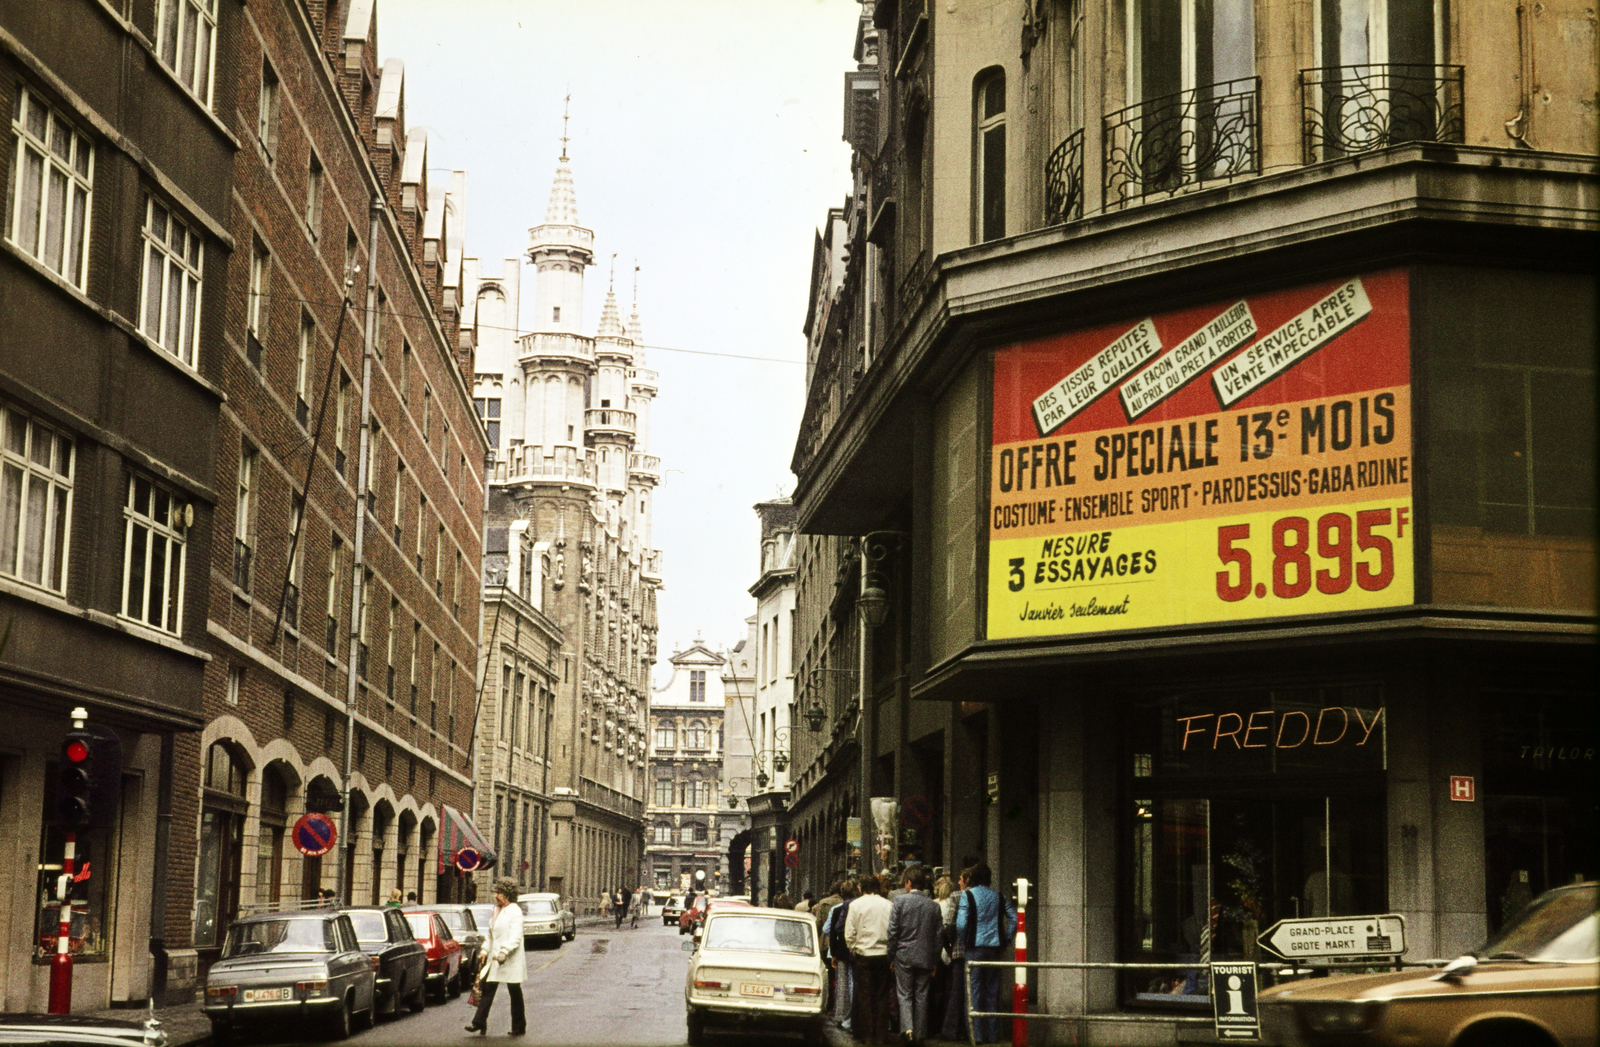 DES TISSUS REPUTES
PAR LEUR QUALITE
UNE FAÇON GRAND TAILLEUR
AU PRIX DU PRET A PORTER
UN SERVICE APRES
VENTE IMPECCABLE
OFFRE SPECIALE 13e MOIS
COSTUME · ENSEMBLE SPORT · PARDESSUS · GABARDINE
3 MESURE
ESSAYAGES
5.895F
Janvier seulement
FREDDY
TAILOR
H
GRAND-PLACE
GROTE MARKT
TOURIST
i
INFORMATION
E.3447
B